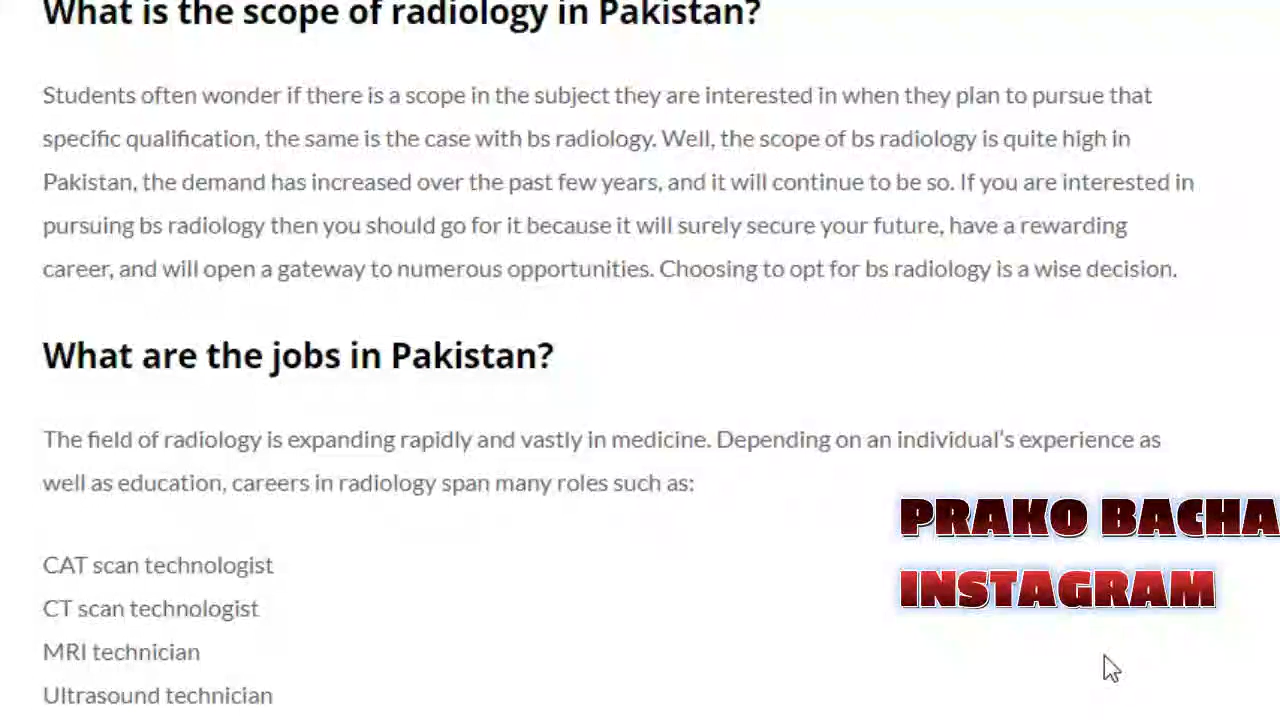 What is the scope of radiology in Pakistan?
Students often wonder if there is a scope in the subject they are interested in when they plan to pursue that
specific qualification, the same is the case with bs radiology. Well, the scope of bs radiology is quite high in
Pakistan, the demand has increased over the past few years, and it will continue to be so. If you are interested in
pursuing bs radiology then you should go for it because it will surely secure your future, have a rewarding
career, and will open a gateway to numerous opportunities. Choosing to opt for bs radiology is a wise decision.
What are the jobs in Pakistan?
The field of radiology is expanding rapidly and vastly in medicine. Depending on an individual's experience as
well as education, careers in radiology span many roles such as:
PRAKO BACHA
INSTAGRAM
CAT scan technologist
CT scan technologist
MRI technician
Ultrasound technician